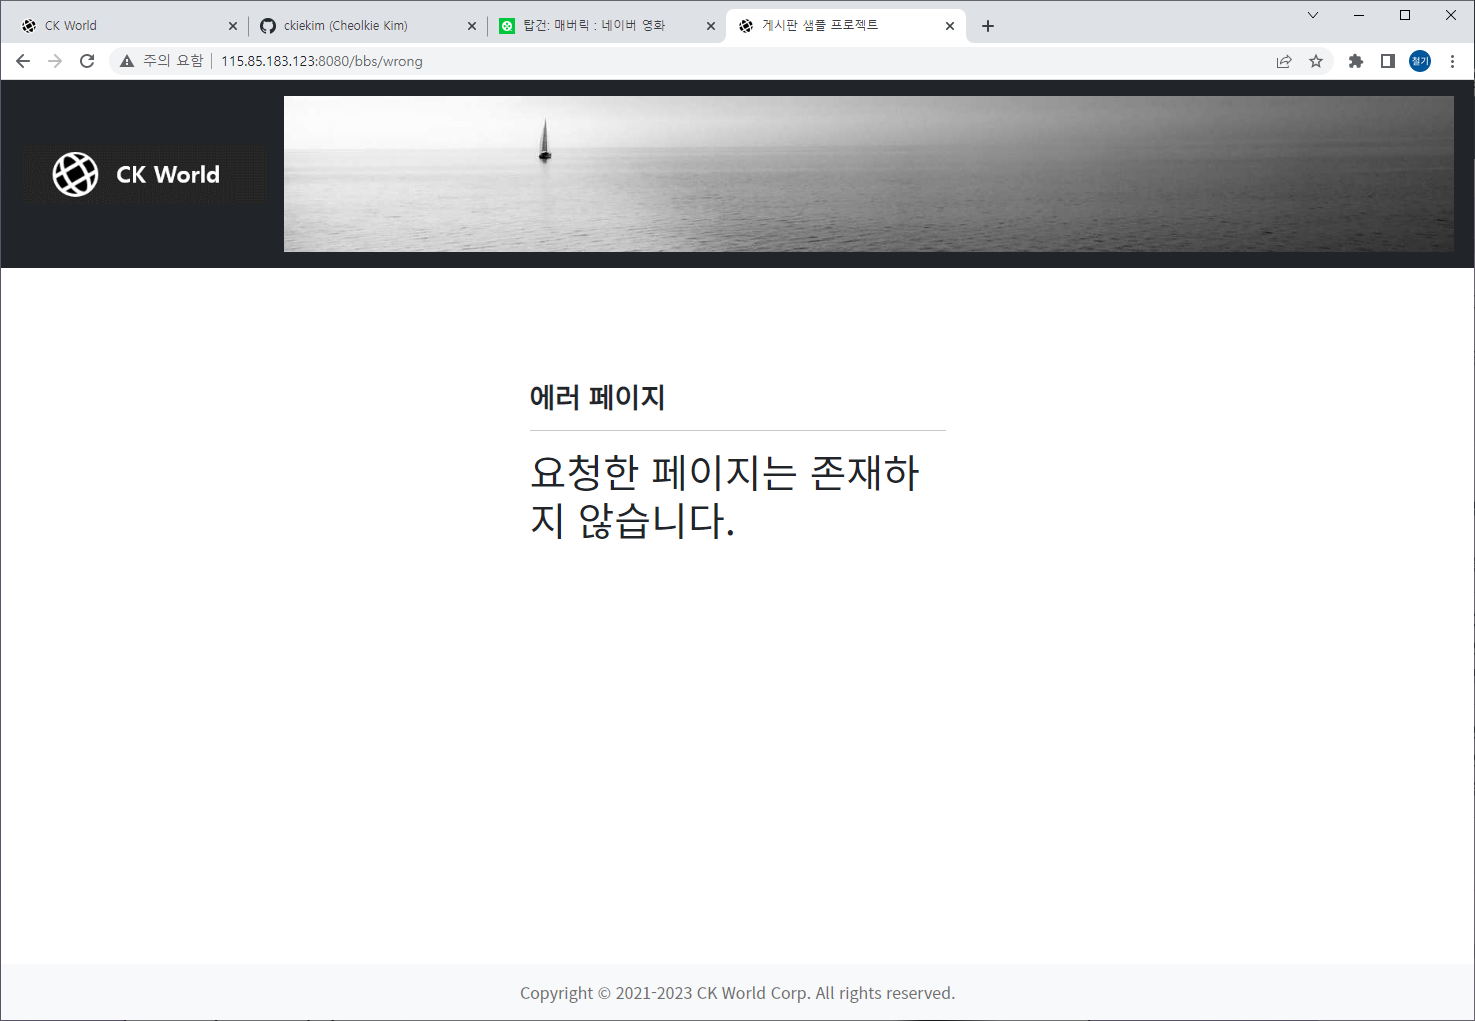 CK World
ckiekim (Cheolkie Kim)
탑건: 매버릭 : 네이버 영화
게시판 샘플 프로젝트
주의 요함
115.85.183.123:8080/bbs/wrong
철기
CK World
에러 페이지
요청한 페이지는 존재하
지 않습니다.
Copyright © 2021-2023 CK World Corp. All rights reserved.